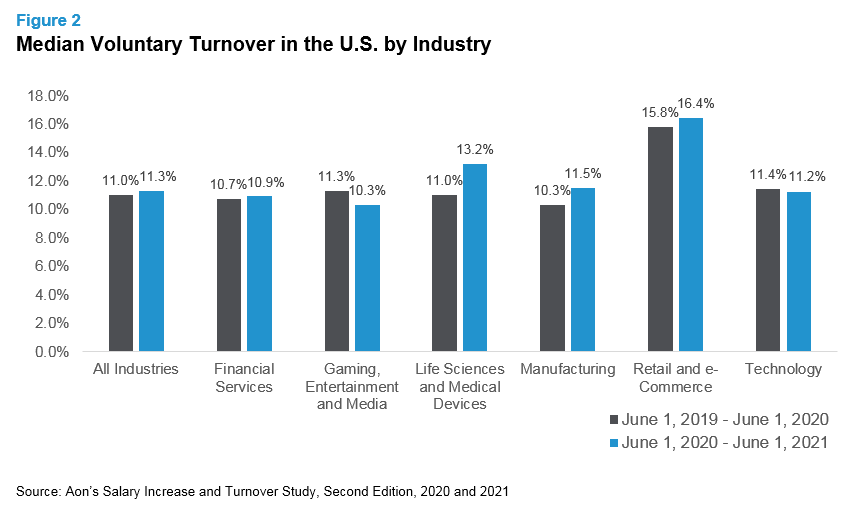 Figure 2
Median Voluntary Turnover in the U.S. by Industry
18.0%
16.0%
14.0%
12.0%
10.0%
8.0%
6.0%
4.0%
2.0%
0.0%
11.0% 11.3%
10.7% 10.9%
11.3% 10.3%
11.0% 13.2%
10.3% 11.5%
15.8% 16.4%
11.4% 11.2%
All Industries
Financial
Services
Gaming,
Entertainment
and Media
Life Sciences
and Medical
Devices
Manufacturing
Retail and e-
Commerce
Technology
June 1, 2019 - June 1, 2020
June 1, 2020 - June 1, 2021
Source: Aon's Salary Increase and Turnover Study, Second Edition, 2020 and 2021